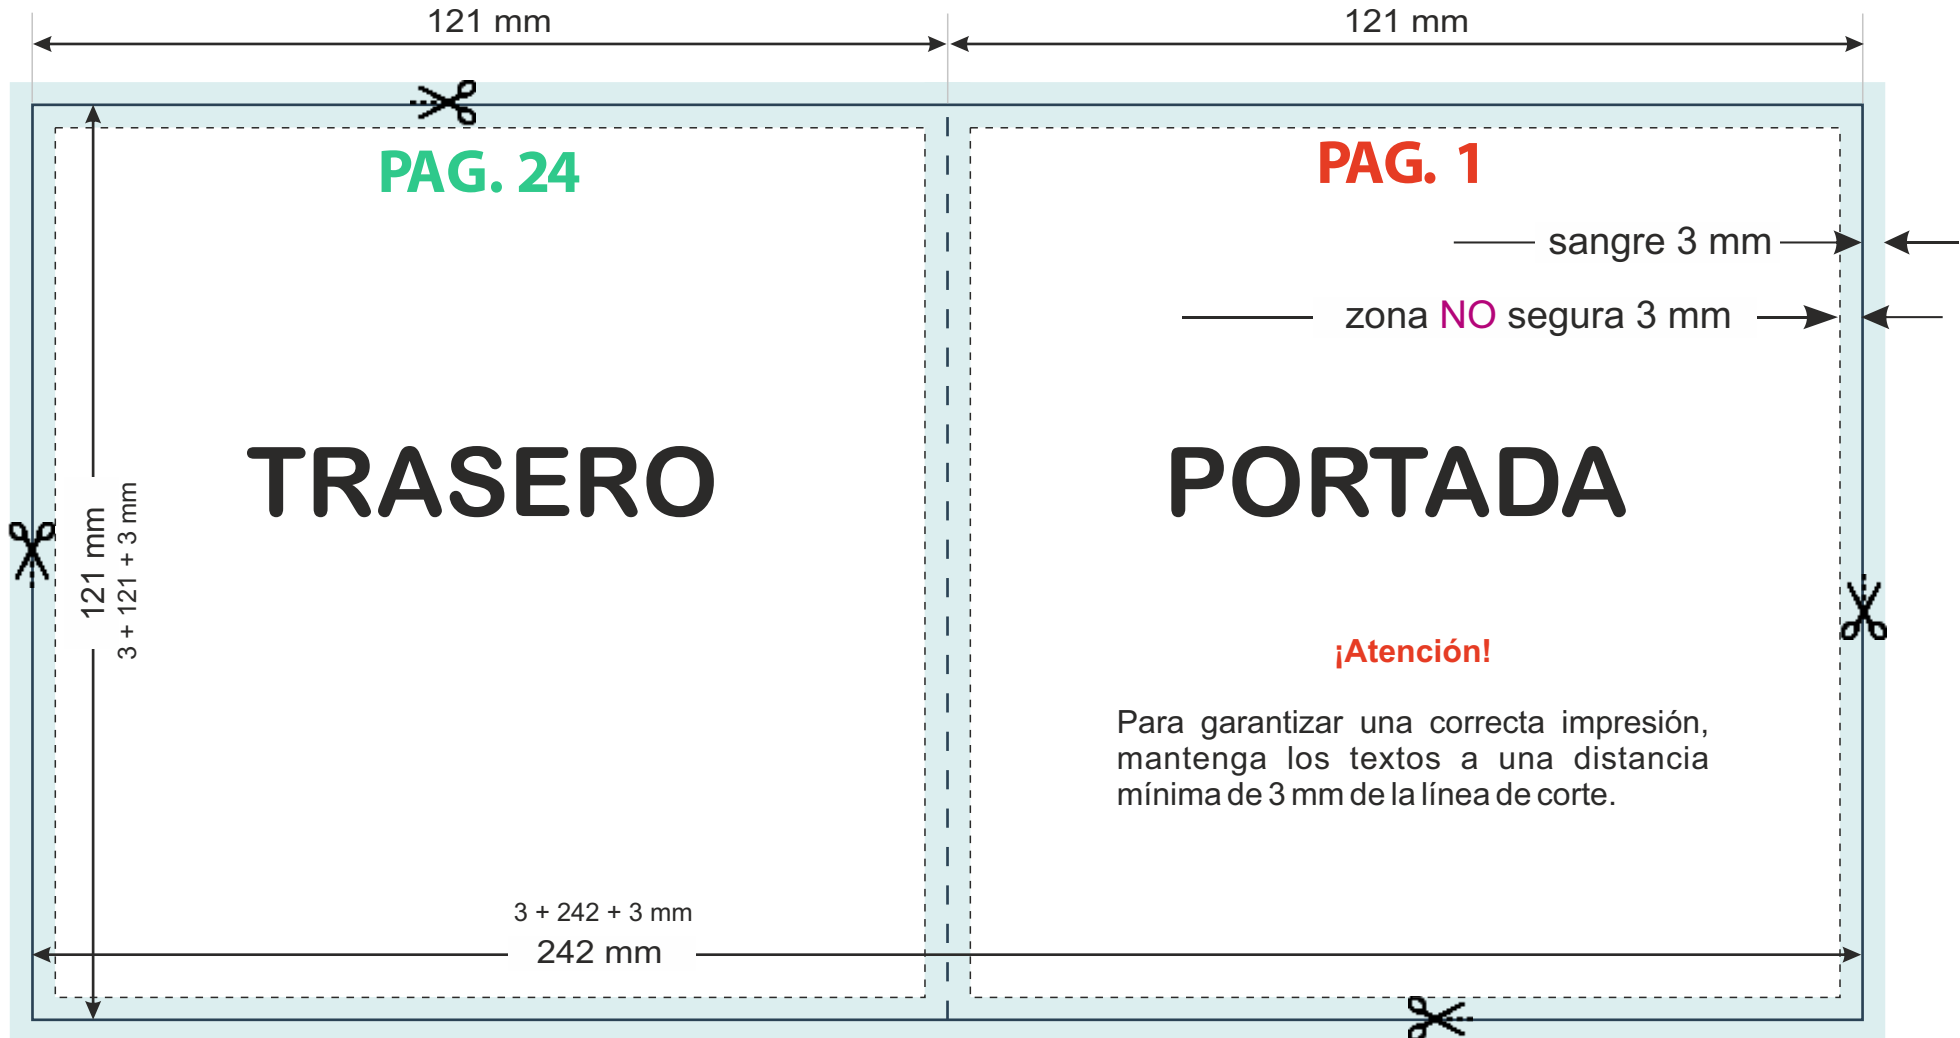 121 mm
121 mm
PAG. 24
PAG. 1
sangre 3 mm
zona NO segura 3 mm
TRASERO
PORTADA
121 mm
3 + 121 + 3 mm
¡Atención!
Para garantizar una correcta impresión,
mantenga los textos a una distancia
mínima de 3 mm de la línea de corte.
3 + 242 + 3 mm
242 mm